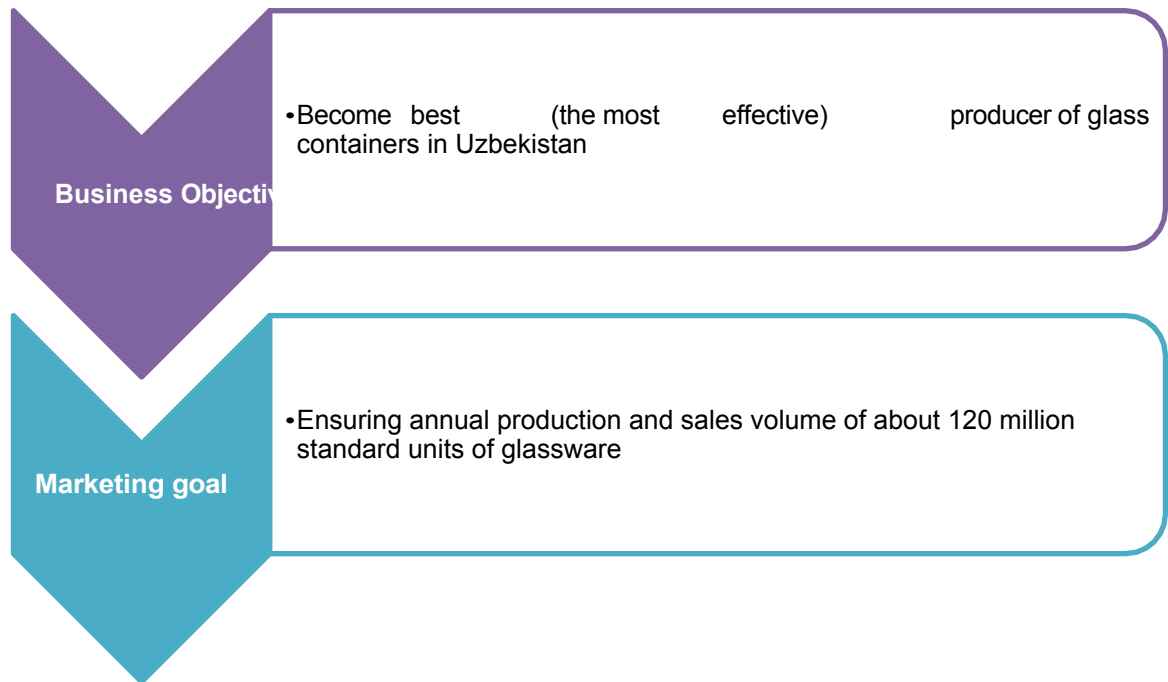 •Become best (the most effective) producer of glass
containers in Uzbekistan
Business Objectiv
•Ensuring annual production and sales volume of about 120 million
standard units of glassware
Marketing goal